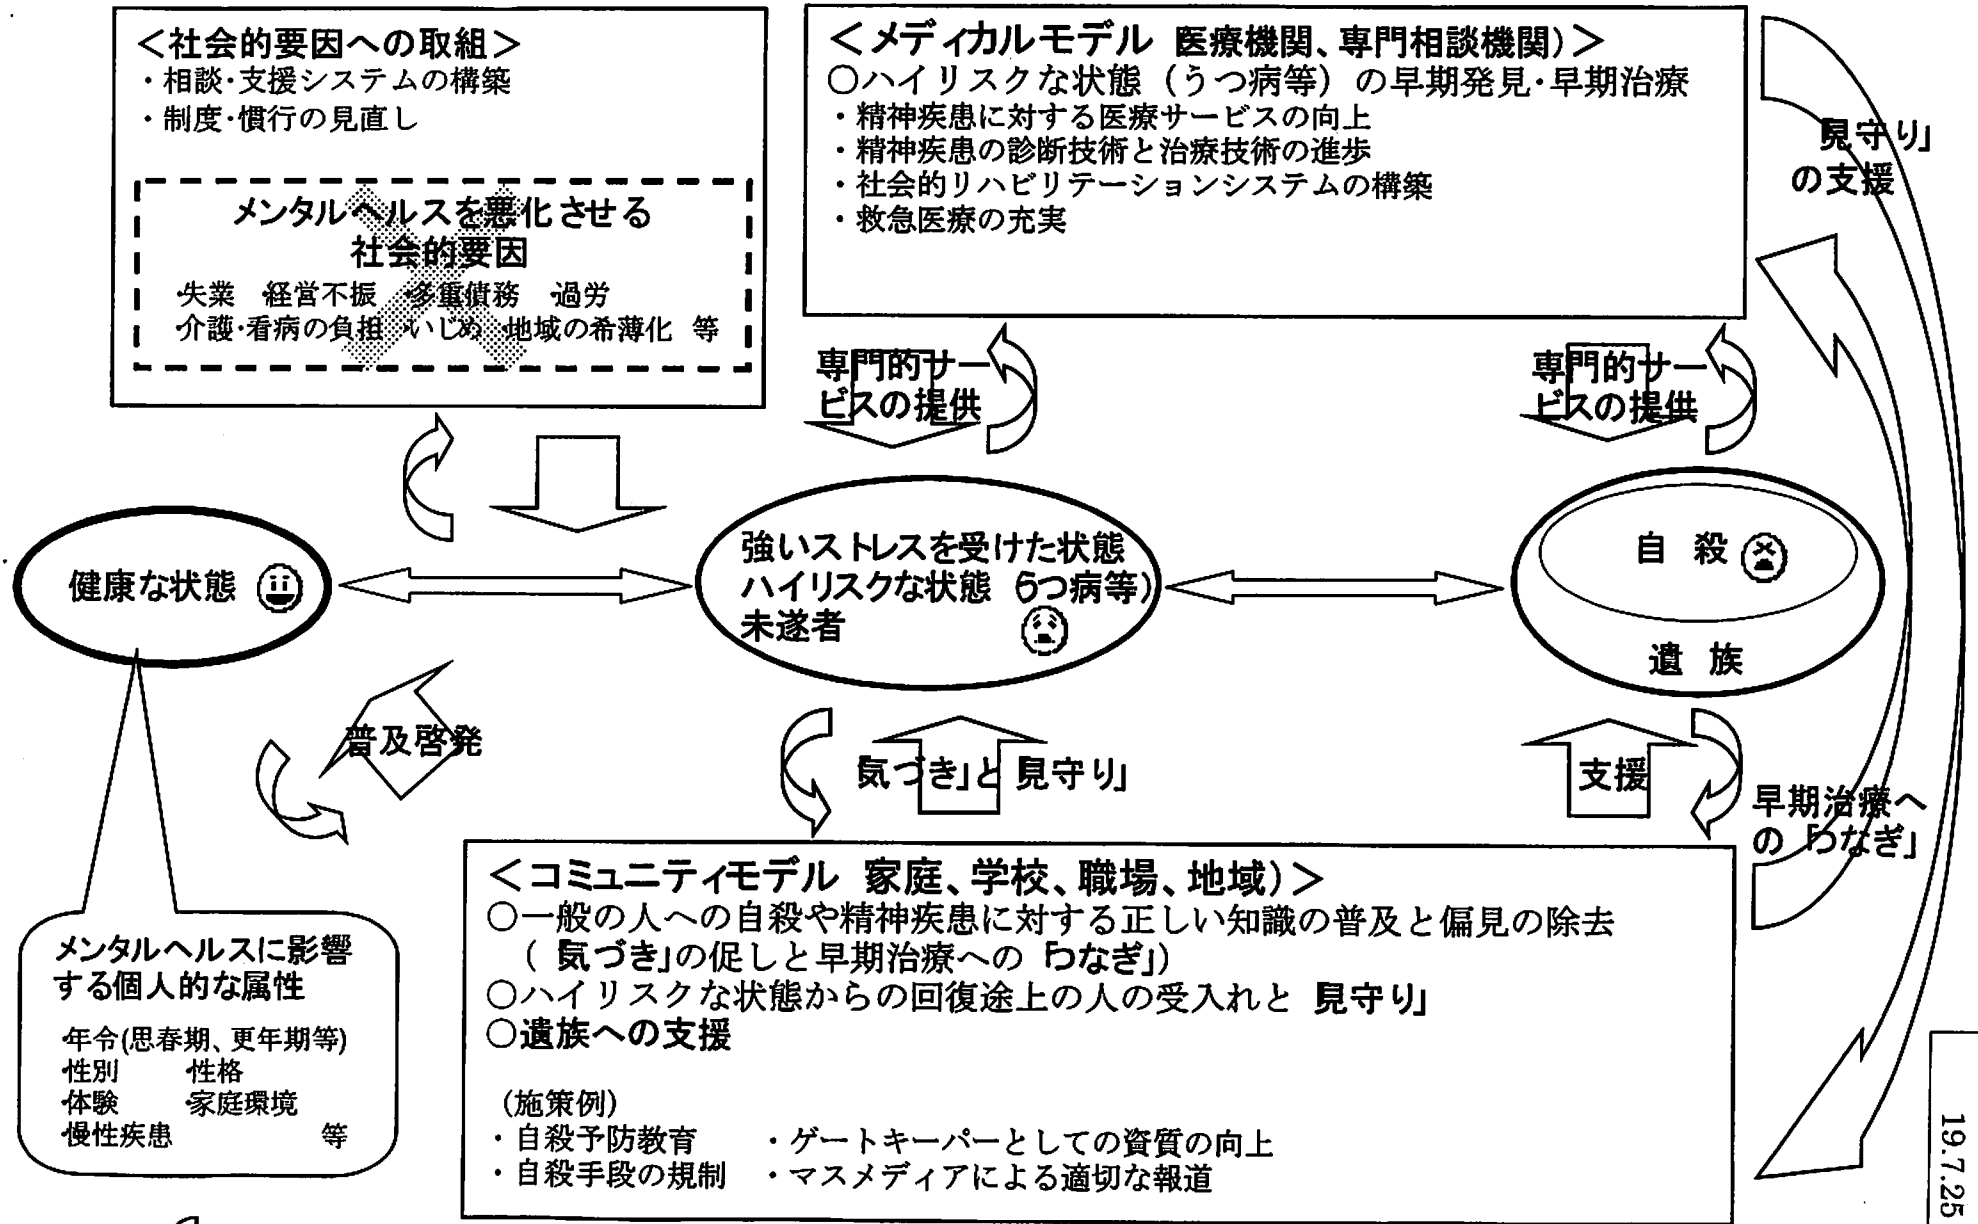 ＜社会的要因への取組＞
・相談・支援システムの構築
・制度・慣行の見直し
メンタルヘルスを悪化させる
社会的要因
・失業　・経営不振　・多重債務　・過労
・介護・看病の負担　・いじめ　・地域の希薄化　等
＜メディカルモデル 医療機関、専門相談機関）＞
○ハイリスクな状態（うつ病等）の早期発見・早期治療
・精神疾患に対する医療サービスの向上
・精神疾患の診断技術と治療技術の進歩
・社会的リハビリテーションシステムの構築
・救急医療の充実
「見守り」
の支援
専門的サー
ビスの提供
専門的サー
ビスの提供
健康な状態
強いストレスを受けた状態
ハイリスクな状態（うつ病等）
未遂者
自　殺
遺　族
普及啓発
「気づき」と「見守り」
支援
早期治療へ
の「つなぎ」
メンタルヘルスに影響
する個人的な属性
・年令(思春期、更年期等)
・性別　　・性格
・体験　　・家庭環境
・慢性疾患　　　　等
＜コミュニティモデル 家庭、学校、職場、地域）＞
○一般の人への自殺や精神疾患に対する正しい知識の普及と偏見の除去
（「気づき」の促しと早期治療への「つなぎ」）
○ハイリスクな状態からの回復途上の人の受入れと「見守り」
○遺族への支援
（施策例）
・自殺予防教育　　・ゲートキーパーとしての資質の向上
・自殺手段の規制　・マスメディアによる適切な報道
19.7.25